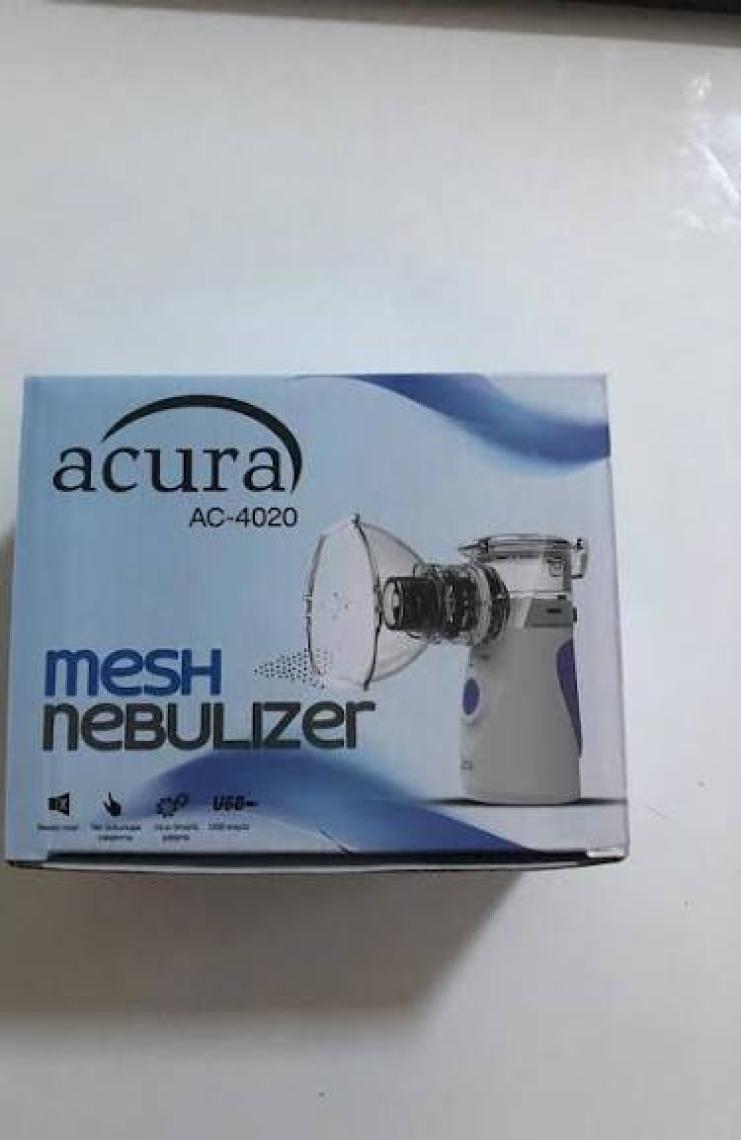 acura
AC-4020
mesh
nebulizer
USB